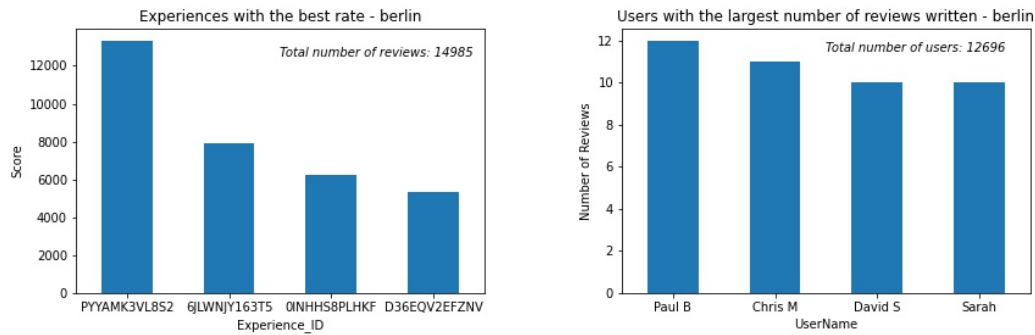 Experiences with the best rate - berlin
Total number of reviews: 14985
Score
12000
10000
8000
6000
4000
2000
0
PYYAMK3VL8S2 6JLWNJY163T5 0INHHS8PLHKF D36EQV2EFZNV
Experience_ID
Users with the largest number of reviews written - berlin
Total number of users: 12696
Number of Reviews
12
10
8
6
4
2
0
Paul B Chris M David S Sarah
UserName